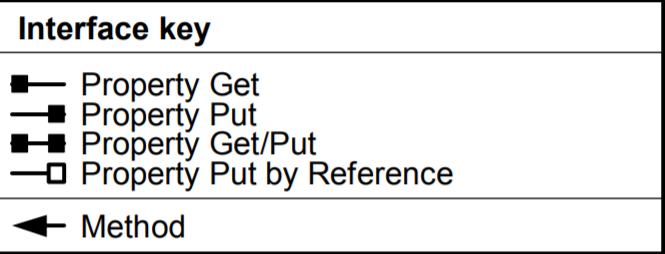 Interface key
Property Get
Property Put
Property Get/Put
Property Put by Reference
Method